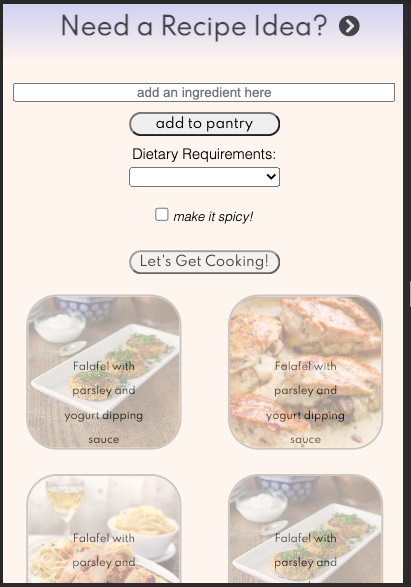 Need a Recipe Idea?
add an ingredient here
add to pantry
Dietary Requirements:
make it spicy!
Let's Get Cooking!
Falafel with
parsley and
yogurt dipping
sauce
Falafel with
parsley and
yogurt dipping
sauce
Falafel with
parsley and
Falafel with
parsley and